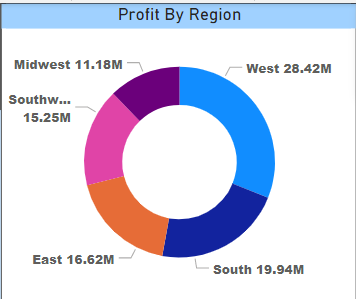 Profit By Region
Midwest 11.18M
West 28.42M
Southw...
15.25M
East 16.62M
South 19.94M